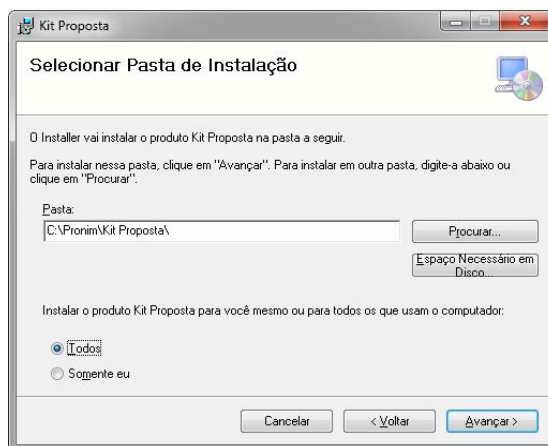 Kit Proposta
Selecionar Pasta de Instalação
O Installer vai instalar o produto Kit Proposta na pasta a seguir.
Para instalar nessa pasta, clique em "Avançar". Para instalar em outra pasta, digite-a abaixo ou
clique em "Procurar".
Pasta:
C:\Pronim\Kit Proposta\
Procurar...
Espaço Necessário em
Disco...
Instalar o produto Kit Proposta para você mesmo ou para todos os que usam o computador:
Todos
Somente eu
Cancelar
< Voltar
Avançar >